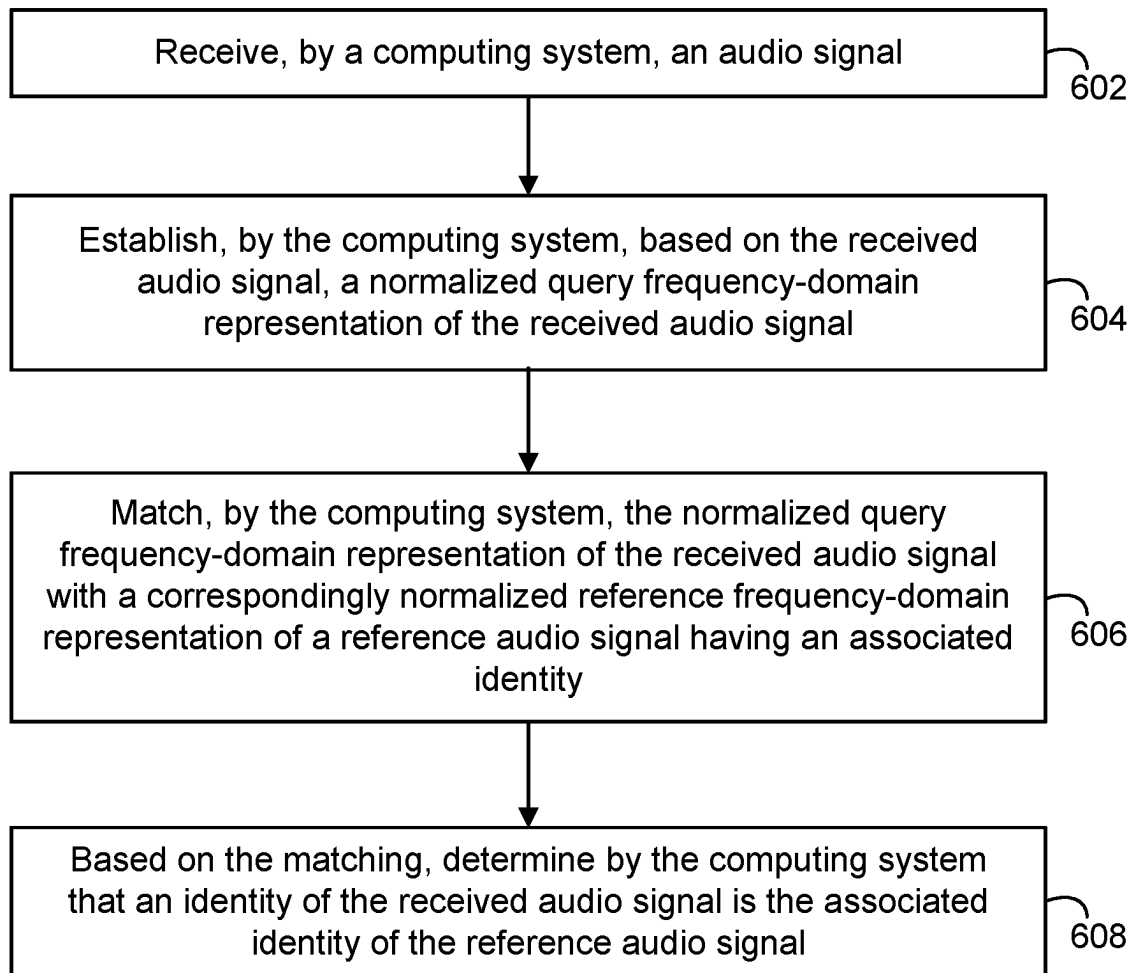 Receive, by a computing system, an audio signal
602
Establish, by the computing system, based on the received
audio signal, a normalized query frequency-domain
representation of the received audio signal
604
Match, by the computing system, the normalized query
frequency-domain representation of the received audio signal
with a correspondingly normalized reference frequency-domain
representation of a reference audio signal having an associated
identity
606
Based on the matching, determine by the computing system
that an identity of the received audio signal is the associated
identity of the reference audio signal
608